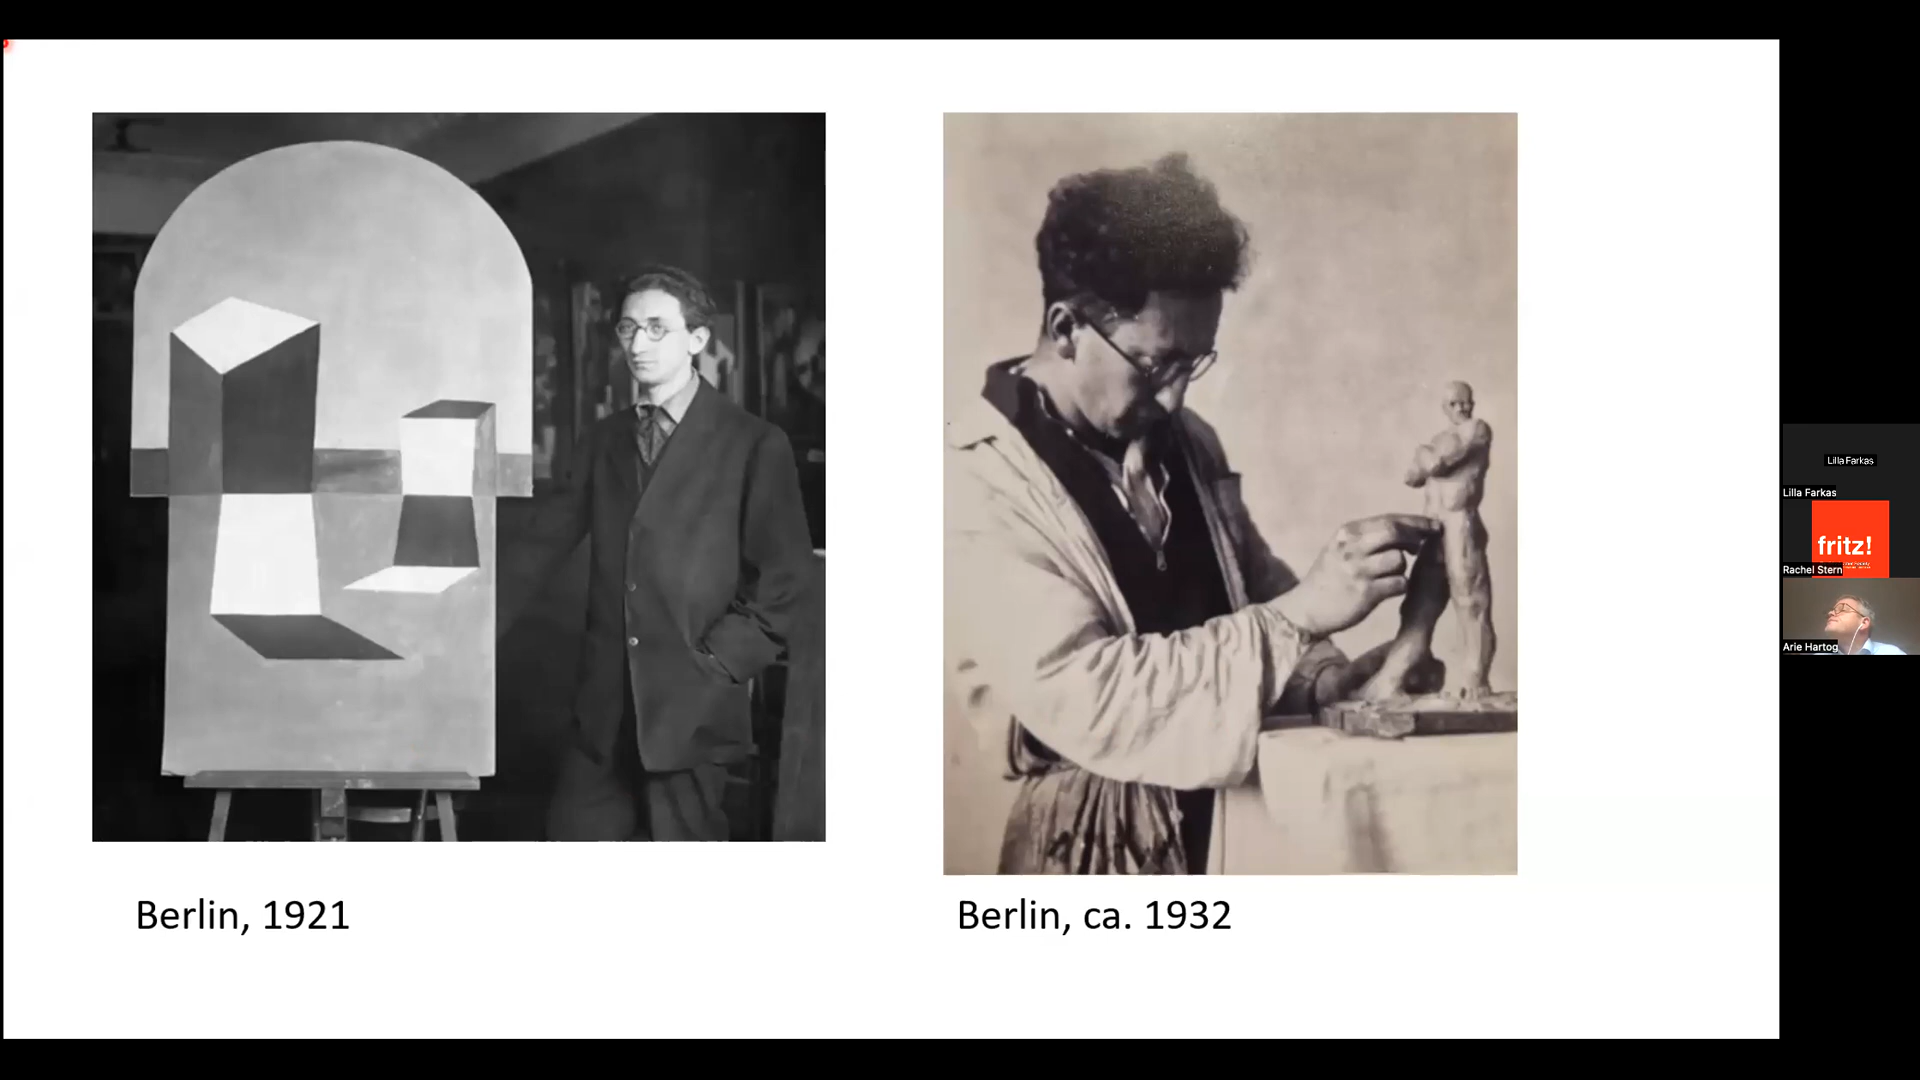 Berlin, 1921
Berlin, ca. 1932
Lilla Farkas
Lilla Farkas
fritz!
Rachel Stern
Arie Hartog